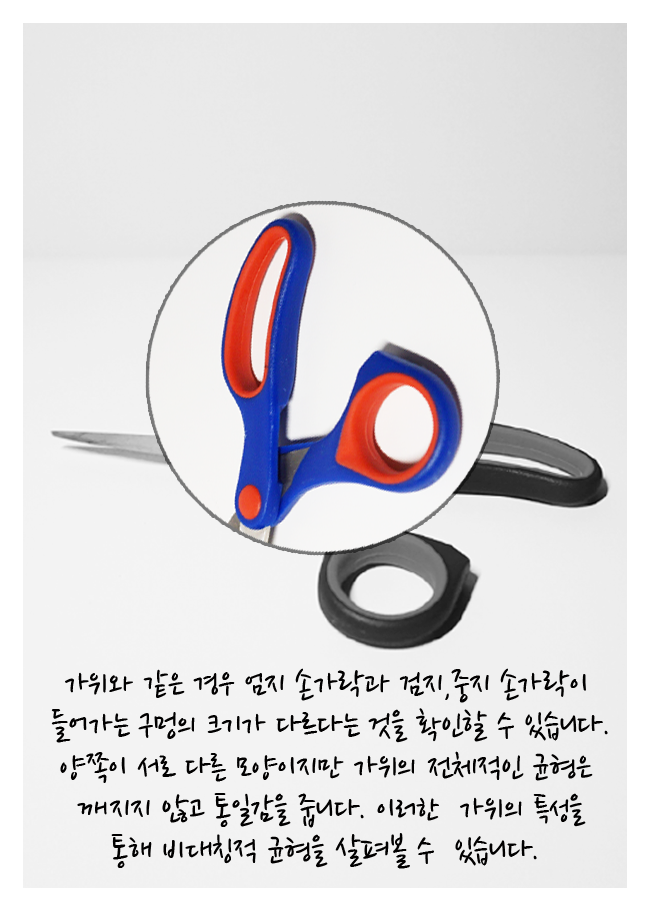 가위와 같은 경우 엄지 손가락과 검지,중지 손가락이
들어가는 구멍의 크기가 다르다는 것을 확인할 수 있습니다.
양쪽이 서로 다른 모양이지만 가위의 전체적인 균형은
깨지지 않고 통일감을 줍니다. 이러한 가위의 특성을
통해 비대칭적 균형을 살펴볼 수 있습니다.